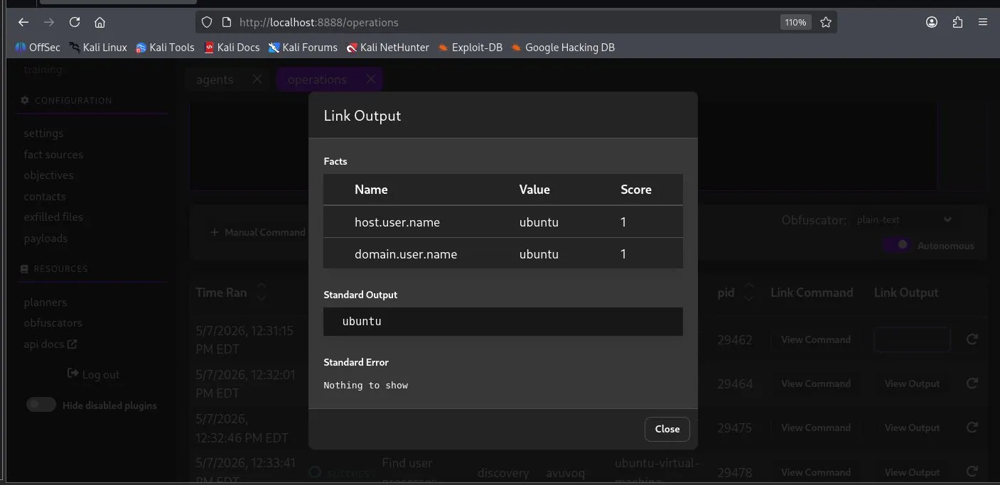 http://localhost:8888/operations
110%
OffSec Kali Linux Kali Tools Kali Docs Kali Forums Kali NetHunter Exploit-DB Google Hacking DB
training
agents operations
CONFIGURATION
settings
fact sources
objectives
contacts
exfilled files
payloads
RESOURCES
planners
obfuscators
api docs
Log out
Hide disabled plugins
Link Output
Facts
Name Value Score
host.user.name ubuntu 1
domain.user.name ubuntu 1
Standard Output
ubuntu
Standard Error
Nothing to show
Close
+ Manual Command
Obfuscator: plain-text
Autonomous
Time Ran pid Link Command Link Output
5/7/2026, 12:31:15
PM EDT
29462 View Command
5/7/2026, 12:32:01
PM EDT
29464 View Command View Output
5/7/2026,
12:32:46 PM EDT
29475 View Command View Output
5/7/2026, 12:33:41
PM EDT
success
Find user
processes
discovery avuvoq
ubuntu-virtual-
machine
29478 View Command View Output